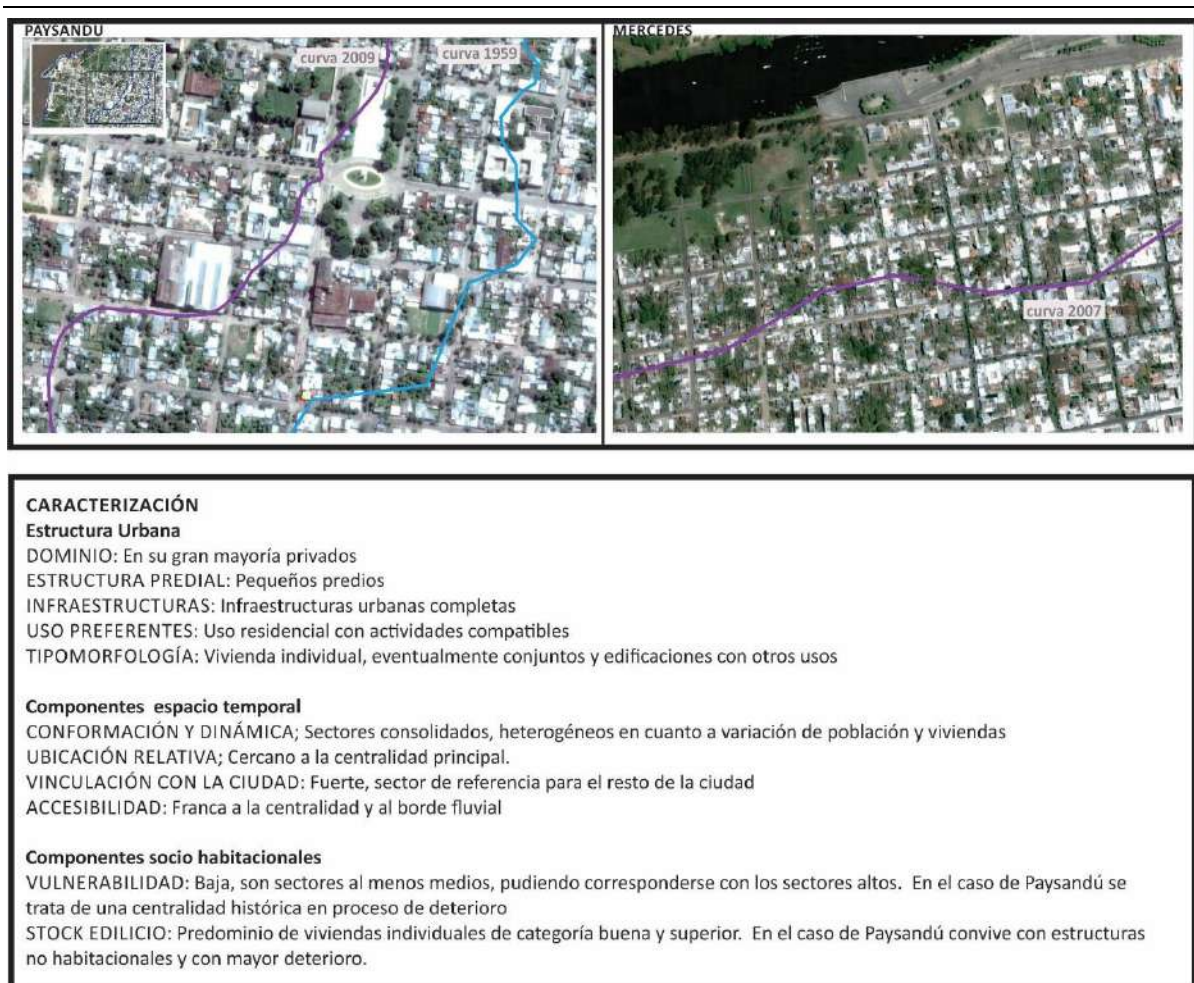 PAYSANDÚ
curva 2009
curva 1959
MERCEDES
curva 2007
CARACTERIZACIÓN
Estructura Urbana
DOMINIO: En su gran mayoría privados
ESTRUCTURA PREDIAL: Pequeños predios
INFRAESTRUCTURAS: Infraestructuras urbanas completas
USO PREFERENTES: Uso residencial con actividades compatibles
TIPOMORFOLOGÍA: Vivienda individual, eventualmente conjuntos y edificaciones con otros usos
Componentes espacio temporal
CONFORMACIÓN Y DINÁMICA; Sectores consolidados, heterogéneos en cuanto a variación de población y viviendas
UBICACIÓN RELATIVA; Cercano a la centralidad principal.
VINCULACIÓN CON LA CIUDAD: Fuerte, sector de referencia para el resto de la ciudad
ACCESIBILIDAD: Franca a la centralidad y al borde fluvial
Componentes socio habitacionales
VULNERABILIDAD: Baja, son sectores al menos medios, pudiendo corresponderse con los sectores altos. En el caso de Paysandú se
trata de una centralidad histórica en proceso de deterioro
STOCK EDILICIO: Predominio de viviendas individuales de categoría buena y superior. En el caso de Paysandú convive con estructuras
no habitacionales y con mayor deterioro.